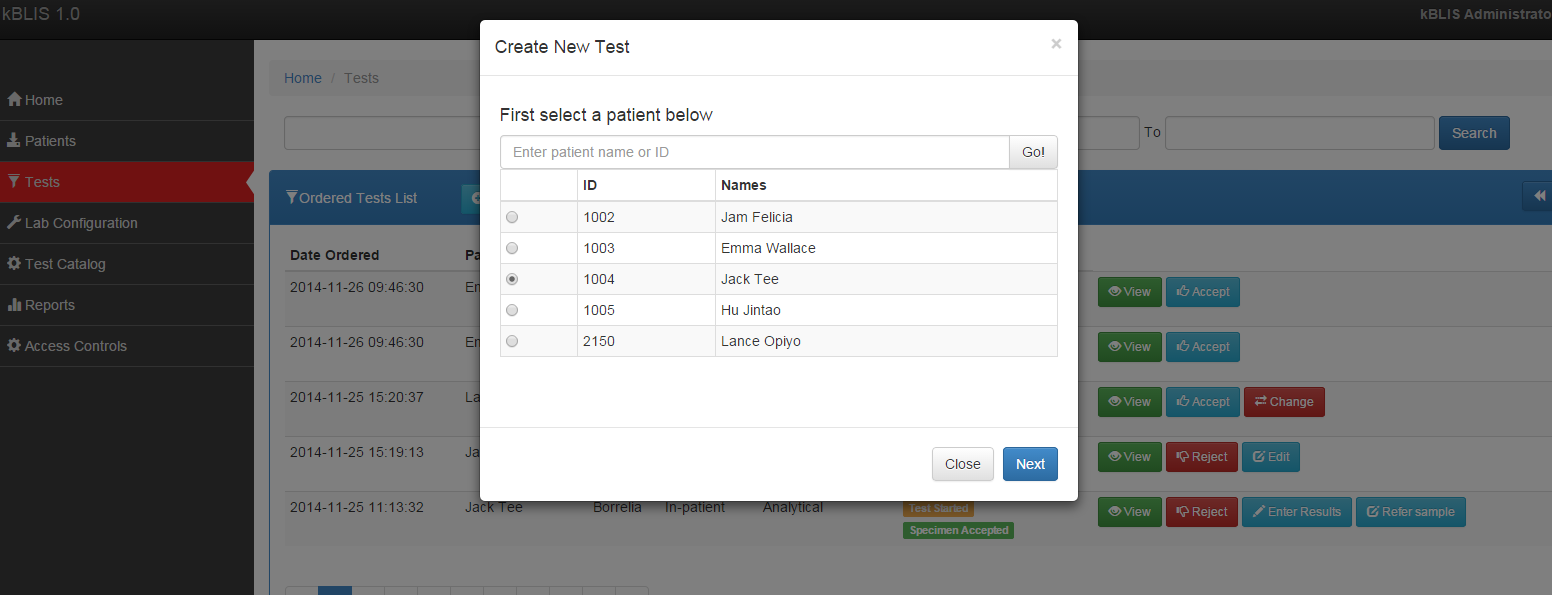 kBLIS 1.0
kBLIS Administrato
Create New Test
×
Home / Tests
Home
Patients
Tests
Lab Configuration
Test Catalog
Reports
Access Controls
First select a patient below
Enter patient name or ID Go!
To Search
ID Names
1002 Jam Felicia
1003 Emma Wallace
1004 Jack Tee
1005 Hu Jintao
2150 Lance Opiyo
Close Next
Ordered Tests List
Date Ordered Pa
2014-11-26 09:46:30 Em View Accept
2014-11-26 09:46:30 Em View Accept
2014-11-25 15:20:37 La View Accept Change
2014-11-25 15:19:13 Ja View Reject Edit
2014-11-25 11:13:32 Jack Tee Borrelia In-patient Analytical Test Started View Reject Enter Results Refer sample
Specimen Accepted